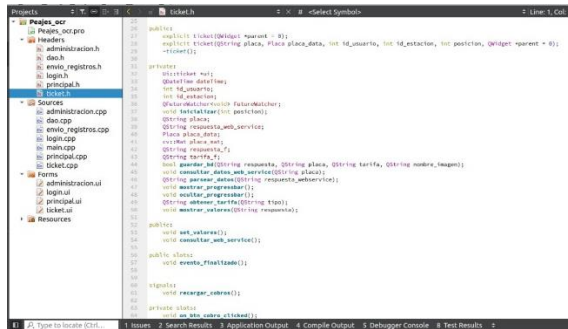 Projects
ticket.h
<Select Symbol>
Line: 1, Col:
Peajes_ocr
Peajes_ocr.pro
Headers
administracion.h
dao.h
envio_registros.h
login.h
principal.h
ticket.h
Sources
administracion.cpp
dao.cpp
envio_registros.cpp
login.cpp
main.cpp
principal.cpp
ticket.cpp
Forms
administracion.ui
login.ui
principal.ui
ticket.ui
Resources
public:
explicit ticket(QWidget *parent = 0);
explicit ticket(QString placa, Placa placa_data, int id_usuario, int id_estacion, int posicion, QWidget *parent = 0);
~ticket();
private:
Ui::ticket *ui;
QDateTime dateTime;
int id_usuario;
int id_estacion;
QFutureWatcher<void> FutureWatcher;
void inicializar(int posicion);
QString placa;
QString respuesta_web_service;
Placa placa_data;
cv::Mat placa_mat;
QString respuesta_f;
QString tarifa_f;
bool guardar_bd(QString respuesta, QString placa, QString tarifa, QString nombre_imagen);
void consultar_datos_web_service(QString placa);
QString parsear_datos(QString respuesta_webservice);
void mostrar_progressbar();
void ocultar_progressbar();
QString obtener_tarifa(QString tipo);
void mostrar_valores(QString respuesta);
public:
void set_valores();
void consultar_web_service();
public slots:
void evento_finalizado();
signals:
void recargar_cobros();
private slots:
void on_btn_cobro_clicked();
Type to locate (Ctrl...
1 Issues
2 Search Results
3 Application Output
4 Compile Output
5 Debugger Console
8 Test Results